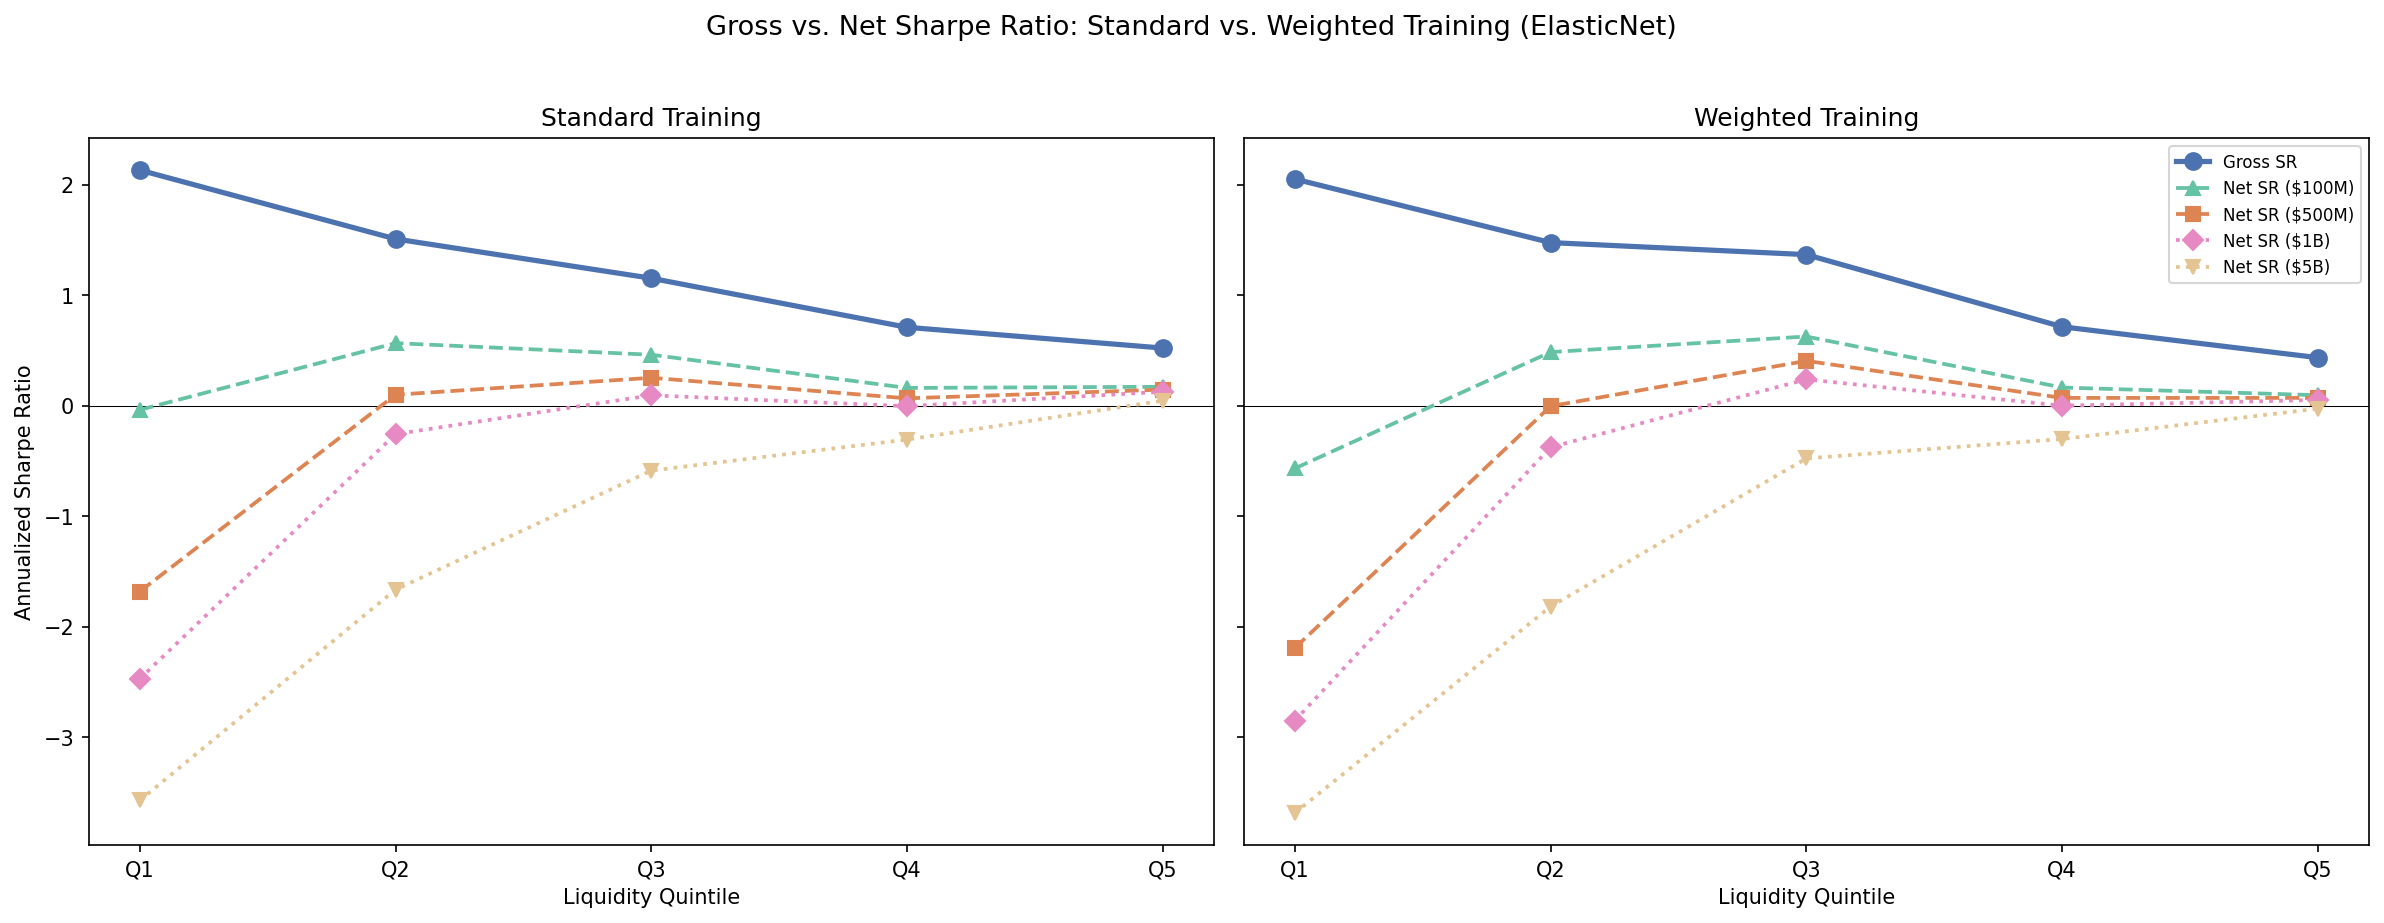 Gross vs. Net Sharpe Ratio: Standard vs. Weighted Training (ElasticNet)
Standard Training
Annualized Sharpe Ratio
2
1
0
−1
−2
−3
Q1
Q2
Q3
Q4
Q5
Liquidity Quintile
Weighted Training
Gross SR
Net SR ($100M)
Net SR ($500M)
Net SR ($1B)
Net SR ($5B)
Q1
Q2
Q3
Q4
Q5
Liquidity Quintile